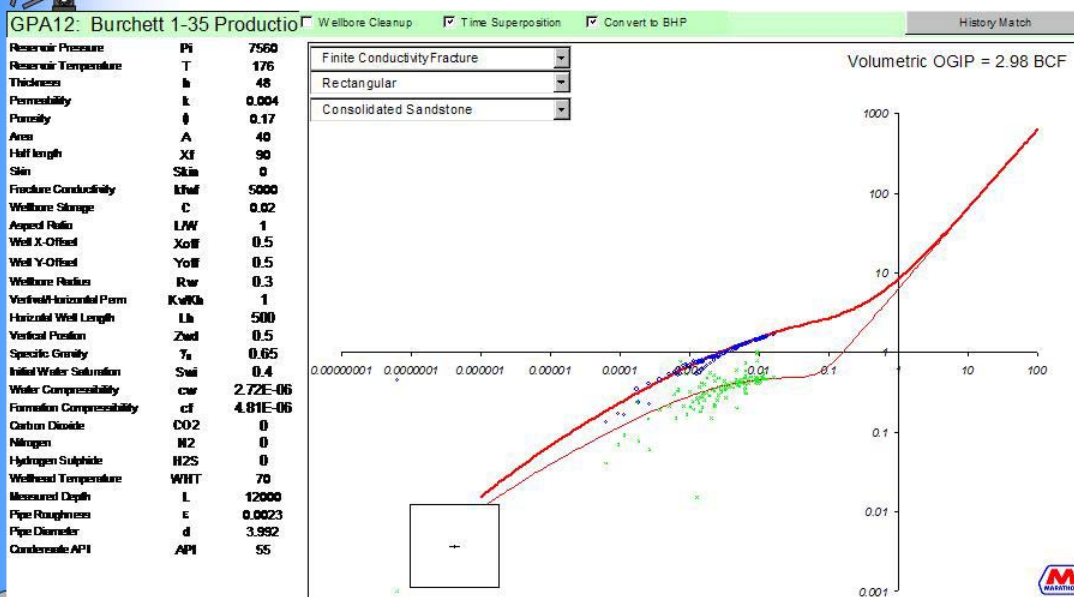 GPA12: Burchett 1-35 Productio
Wellbore Cleanup
Time Superposition
Convert to BHP
History Match
Reservoir Pressure Pi 7560
Reservoir Temperature T 176
Thickness h 48
Permeability k 0.004
Porosity ϕ 0.17
Area A 40
Half length Xf 90
Skin Skin 0
Fracture Conductivity kfwf 5000
Wellbore Storage C 0.02
Aspect Ratio L/W 1
Well X-Offset Xoff 0.5
Well Y-Offset Yoff 0.5
Wellbore Radius Rw 0.3
Vertival/Horizontal Perm Kv/Kh 1
Horizotal Well Length Lh 500
Vertical Postion Zwd 0.5
Specific Gravity 0.65
Initial Water Saturation Swi 0.4
Water Compressibility cw 2.72E-06
Formation Compressibility cf 4.81E-06
Carbon Dioxide CO2 0
Nitrogen N2 0
Hydrogen Sulphide H2S 0
Wellhead Temperature WHT 70
Measured Depth L 12000
Pipe Roughness ε 0.0023
Pipe Diameter d 3.992
Condensate API API 55
Finite Conductivity Fracture
Rectangular
Consolidated Sandstone
Volumetric OGIP = 2.98 BCF
1000
100
10
1
0.00000001 0.0000001 0.000001 0.00001 0.0001 0.001 0.01 0.1 1 10 100
0.1
0.01
0.001
MARATHON